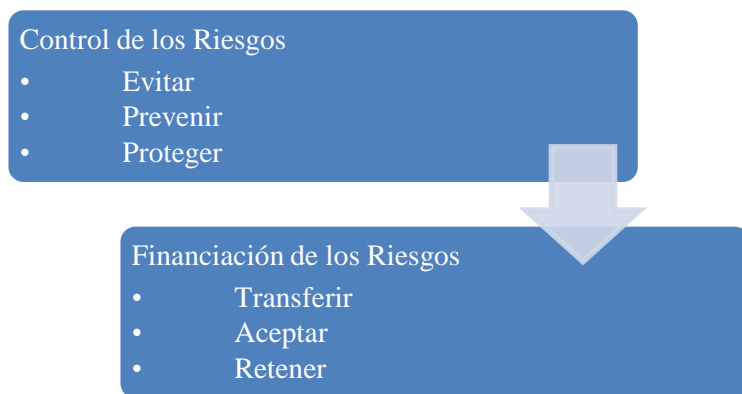 Control de los Riesgos
• Evitar
• Prevenir
• Proteger
Financiación de los Riesgos
• Transferir
• Aceptar
• Retener